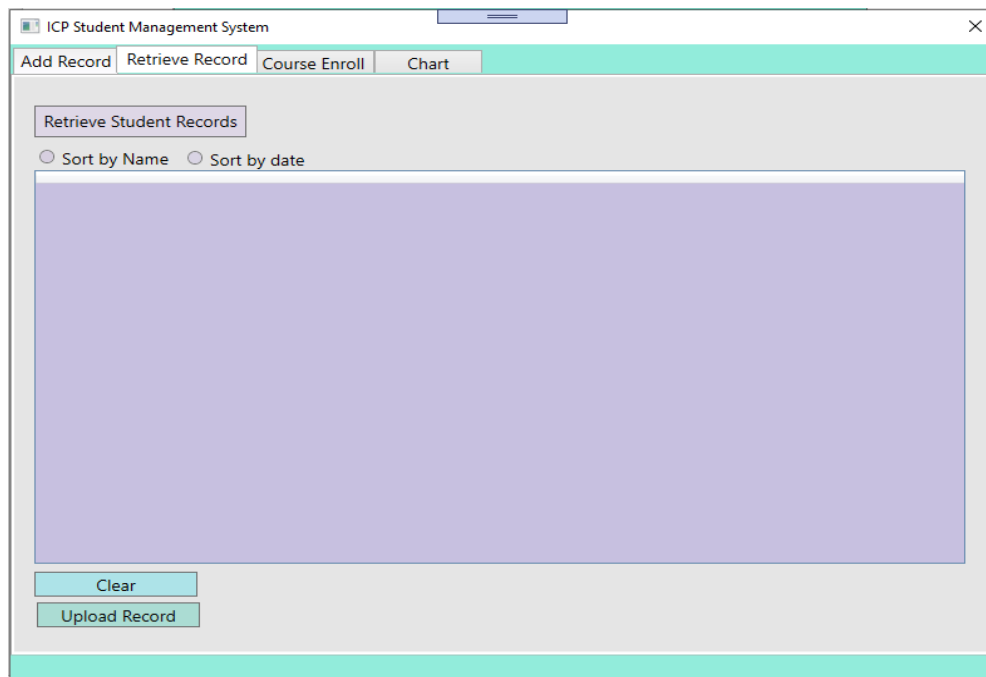 ICP Student Management System
Add Record Retrieve Record Course Enroll Chart
Retrieve Student Records
Sort by Name Sort by date
Clear
Upload Record